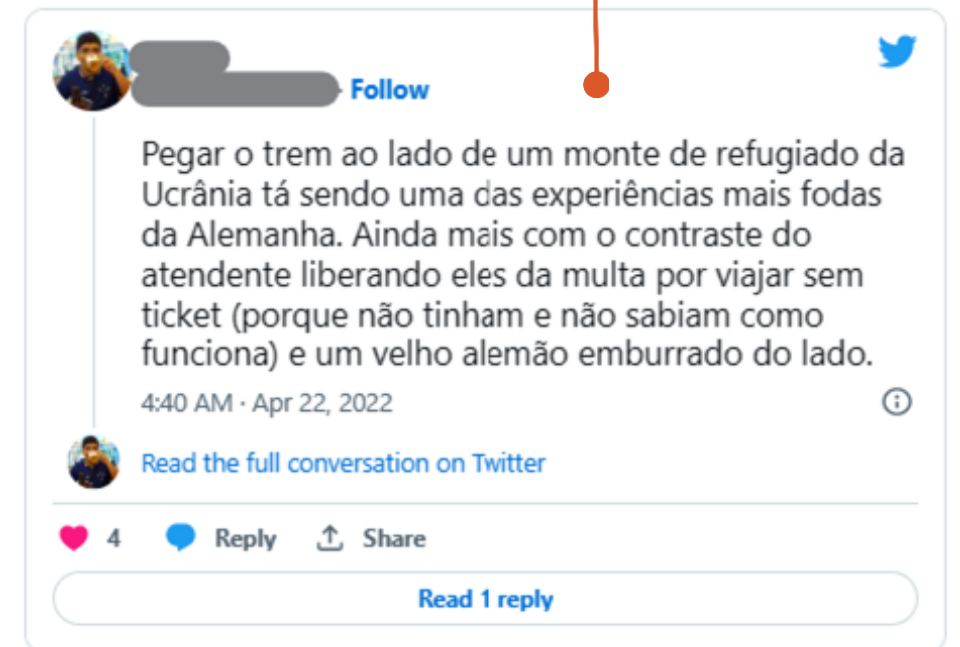 Follow
Pegar o trem ao lado de um monte de refugiado da
Ucrânia tá sendo uma das experiências mais fodas
da Alemanha. Ainda mais com o contraste do
atendente liberando eles da multa por viajar sem
ticket (porque não tinham e não sabiam como
funciona) e um velho alemão emburrado do lado.
4:40 AM · Apr 22, 2022
Read the full conversation on Twitter
4 Reply Share
Read 1 reply